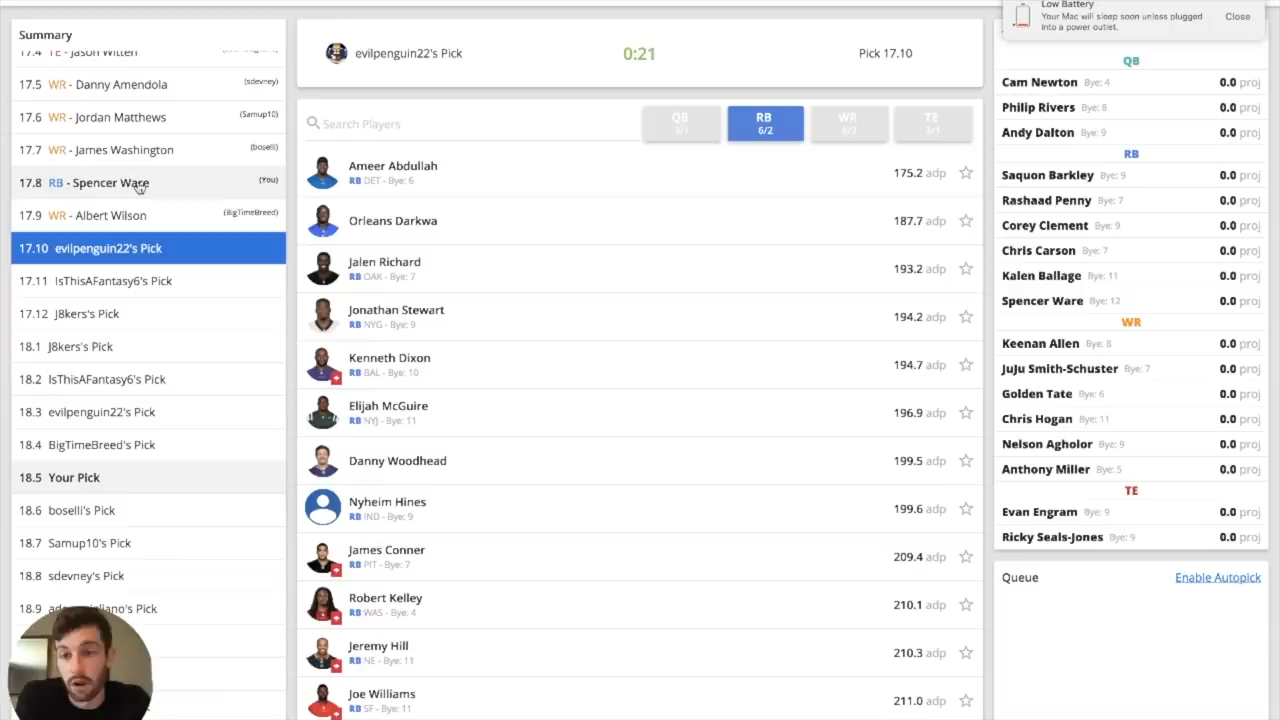 Summary
17.4 TE - Jason Witten
17.5 WR - Danny Amendola (sdevney)
17.6 WR - Jordan Matthews (Samup10)
17.7 WR - James Washington (boselli)
17.8 RB - Spencer Ware (You)
17.9 WR - Albert Wilson (BigTimeBreed)
17.10 evilpenguin22's Pick
17.11 IsThisAFantasy6's Pick
17.12 J8kers's Pick
18.1 J8kers's Pick
18.2 IsThisAFantasy6's Pick
18.3 evilpenguin22's Pick
18.4 BigTimeBreed's Pick
18.5 Your Pick
18.6 boselli's Pick
18.7 Samup10's Pick
18.8 sdevney's Pick
18.9
's Pick
evilpenguin22's Pick 0:21 Pick 17.10
Search Players
QB
RB
6/2
WR
TE
Ameer Abdullah
RB DET - Bye: 6
175.2 adp
Orleans Darkwa
187.7 adp
Jalen Richard
RB OAK - Bye: 7
193.2 adp
Jonathan Stewart
RB NYG - Bye: 9
194.2 adp
Kenneth Dixon
RB BAL - Bye: 10
194.7 adp
Elijah McGuire
RB NYJ - Bye: 11
196.9 adp
Danny Woodhead
199.5 adp
Nyheim Hines
RB IND - Bye: 9
199.6 adp
James Conner
RB PIT - Bye: 7
209.4 adp
Robert Kelley
RB WAS - Bye: 4
210.1 adp
Jeremy Hill
RB NE - Bye: 11
210.3 adp
Joe Williams
RB SF - Bye: 11
211.0 adp
Low Battery
Your Mac will sleep soon unless plugged
into a power outlet.
Close
QB
Cam Newton Bye: 4 0.0 proj
Philip Rivers Bye: 8 0.0 proj
Andy Dalton Bye: 9 0.0 proj
RB
Saquon Barkley Bye: 9 0.0 proj
Rashaad Penny Bye: 7 0.0 proj
Corey Clement Bye: 9 0.0 proj
Chris Carson Bye: 7 0.0 proj
Kalen Ballage Bye: 11 0.0 proj
Spencer Ware Bye: 12 0.0 proj
WR
Keenan Allen Bye: 8 0.0 proj
JuJu Smith-Schuster Bye: 7 0.0 proj
Golden Tate Bye: 6 0.0 proj
Chris Hogan Bye: 11 0.0 proj
Nelson Agholor Bye: 9 0.0 proj
Anthony Miller Bye: 5 0.0 proj
TE
Evan Engram Bye: 9 0.0 proj
Ricky Seals-Jones Bye: 9 0.0 proj
Queue Enable Autopick